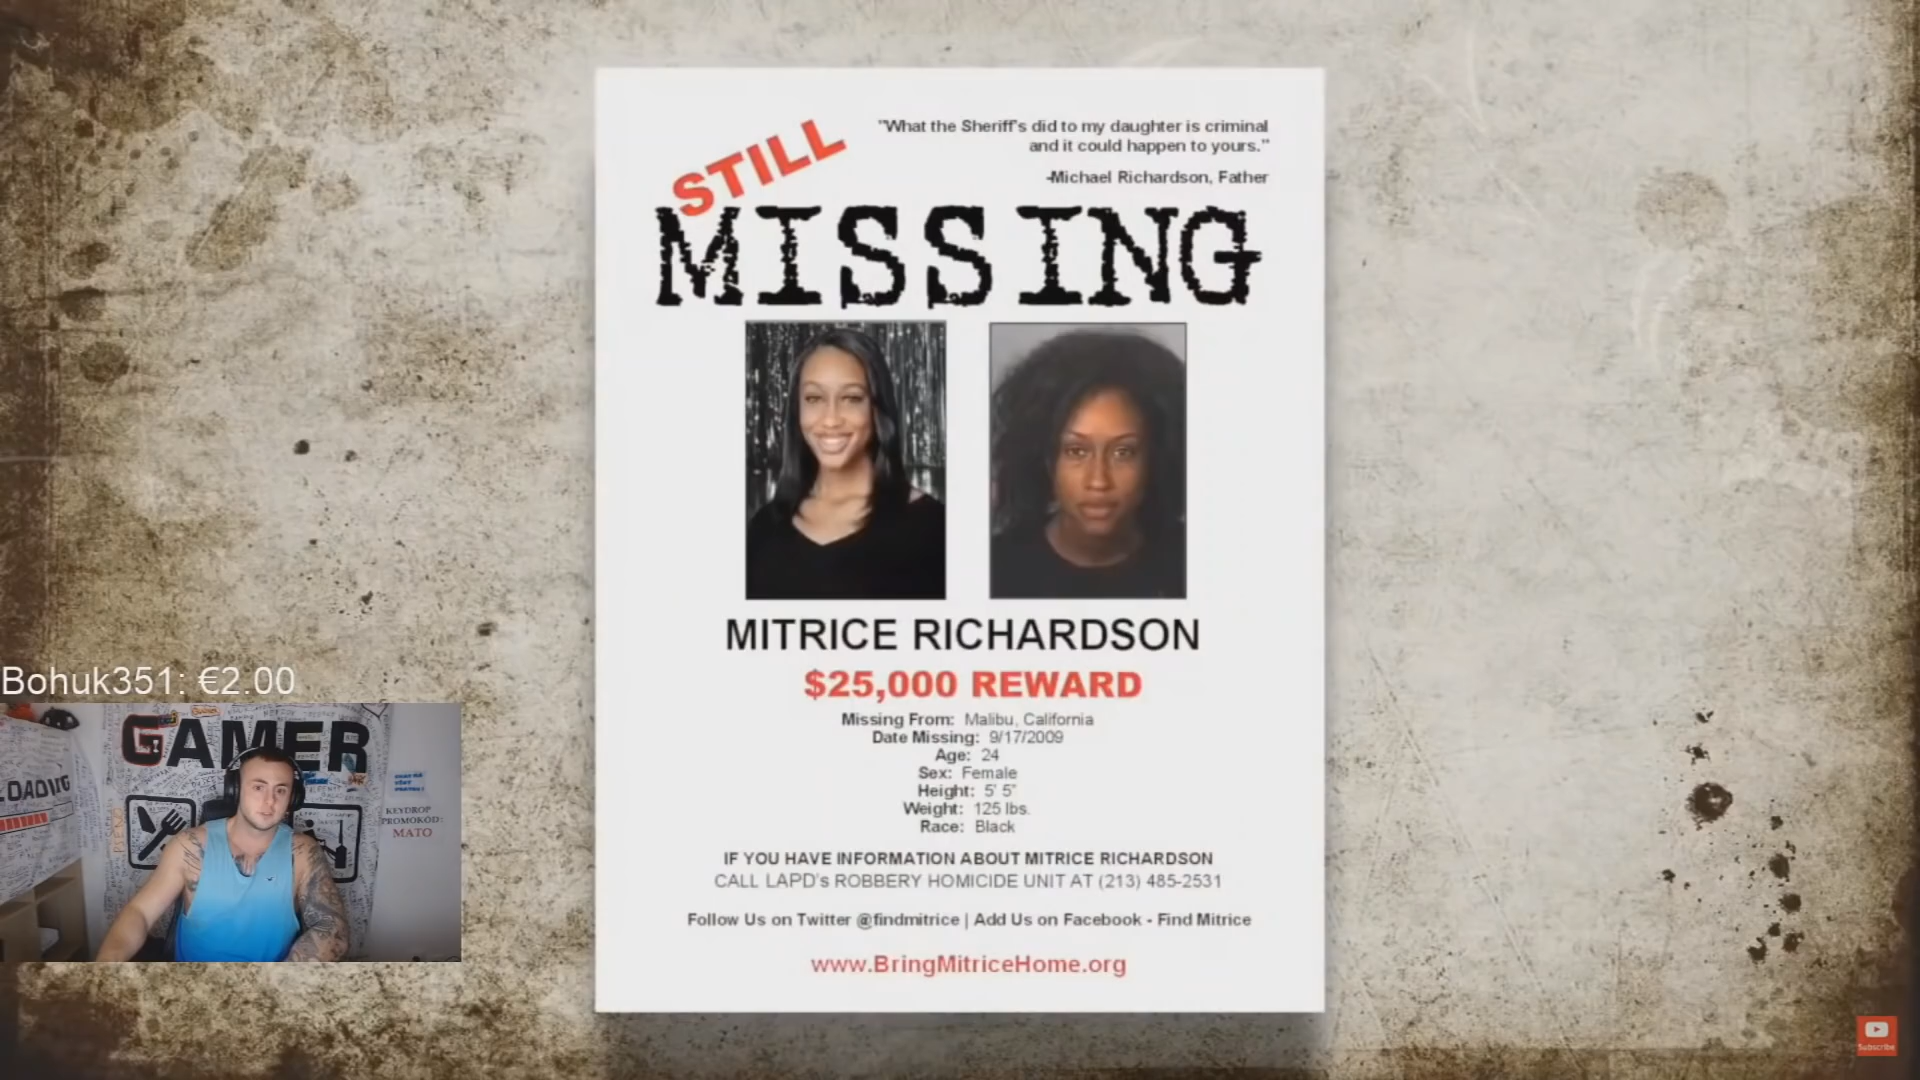 STILL
"What the Sheriff's did to my daughter is criminal
and it could happen to yours."
-Michael Richardson, Father
MISSING
MITRICE RICHARDSON
$25,000 REWARD
Missing From: Malibu, California
Date Missing: 9/17/2009
Age: 24
Sex: Female
Height: 5' 5"
Weight: 125 lbs.
Race: Black
IF YOU HAVE INFORMATION ABOUT MITRICE RICHARDSON
CALL LAPD's ROBBERY HOMICIDE UNIT AT (213) 485-2531
Follow Us on Twitter @findmitrice | Add Us on Facebook - Find Mitrice
www.BringMitriceHome.org
Bohuk351: €2.00
GAMER
LOADING
KEYDROP
PROMOKOD:
MATO
Subscribe